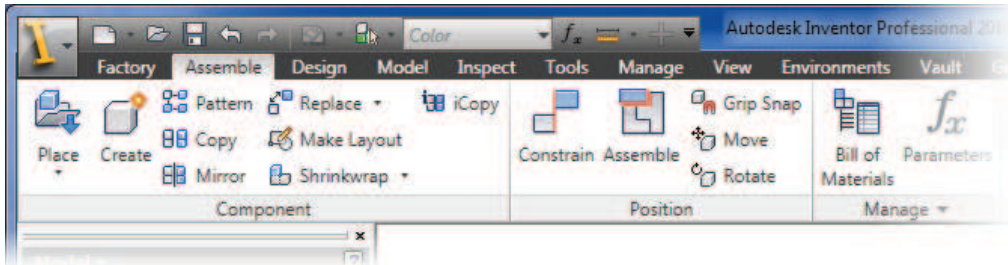 Color
Autodesk Inventor Professional
Factory Assemble Design Model Inspect Tools Manage View Environments Vault
Pattern Replace iCopy Grip Snap
Place Create Copy Make Layout Constrain Assemble Move Bill of Materials Parameters
Mirror Shrinkwrap Rotate
Component Position Manage